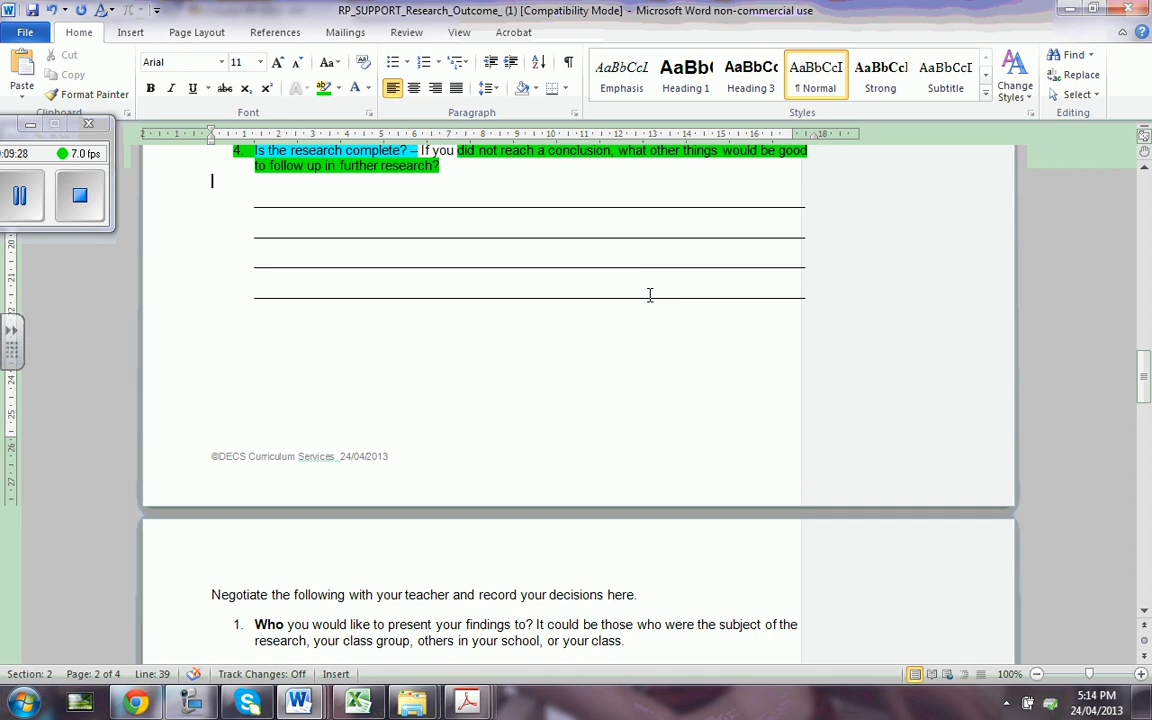 RP_SUPPORT_Research_Outcome_ (1) [Compatibility Mode] - Microsoft Word non-commercial use
File Home Insert Page Layout References Mailings Review View Acrobat
Paste Cut Copy Format Painter
Clipboard
Arial 11
Font
Paragraph
AaBbCcI Emphasis
AaBb( Heading 1
AaBbCc Heading 3
AaBbCcI ¶ Normal
AaBbCcl Strong
AaBbCcI Subtitle
Styles
Change Styles
Find Replace Select
Editing
:09:28 7.0 fps
4. Is the research complete? – If you did not reach a conclusion, what other things would be good
to follow up in further research?
©DECS Curriculum Services 24/04/2013
Negotiate the following with your teacher and record your decisions here.
1. Who you would like to present your findings to? It could be those who were the subject of the
research, your class group, others in your school, or your class.
Section: 2 Page: 2 of 4 Line: 39 Track Changes: Off Insert 100%
5:14 PM
24/04/2013